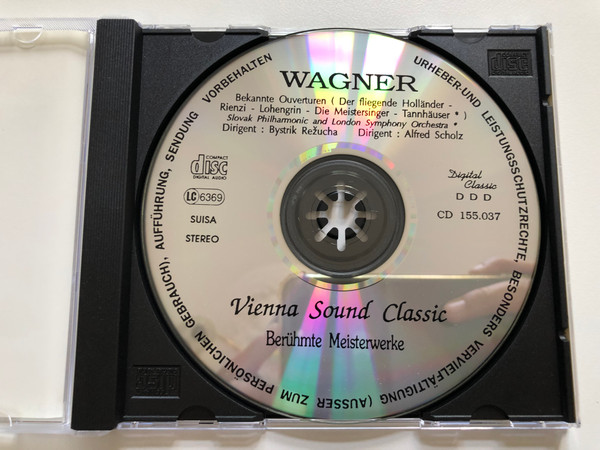 WAGNER
Bekannte Ouverturen ( Der fliegende Holländer -
Rienzi - Lohengrin - Die Meistersinger - Tannhäuser * )
Slovak Philharmonic and London Symphony Orchestra *
Dirigent : Bystrik Režucha Dirigent : Alfred Scholz
COMPACT
disc
DIGITAL AUDIO
Digital
Classic
D D D
LC 6369
CD 155.037
SUISA
STEREO
Vienna Sound Classic
Berühmte Meisterwerke
URHEBER-UND LEISTUNGSSCHUTZRECHTE, BESONDERS VERVIELFÄLTIGUNG (AUSSER ZUM PERSÖNLICHEN GEBRAUCH), AUFFÜHRUNG, SENDUNG VORBEHALTEN
disc